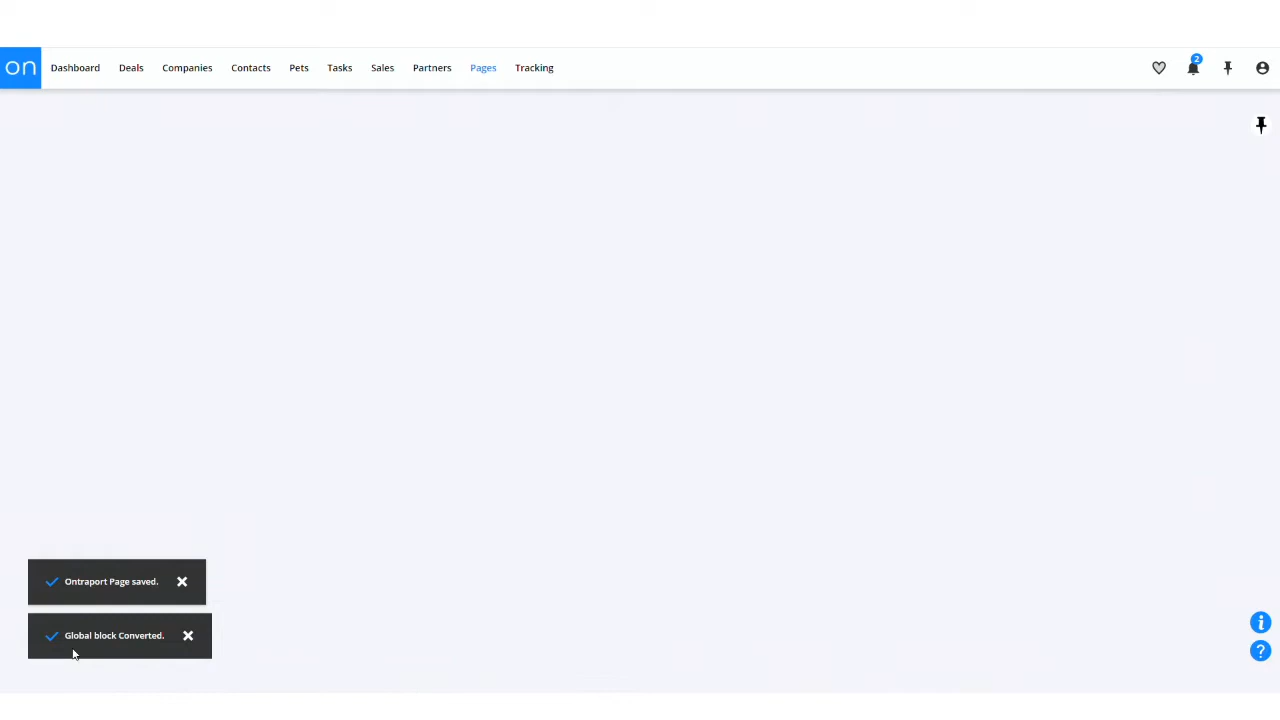 on Dashboard Deals Companies Contacts Pets Tasks Sales Partners Pages Tracking 2
Ontraport Page saved.
Global block Converted.